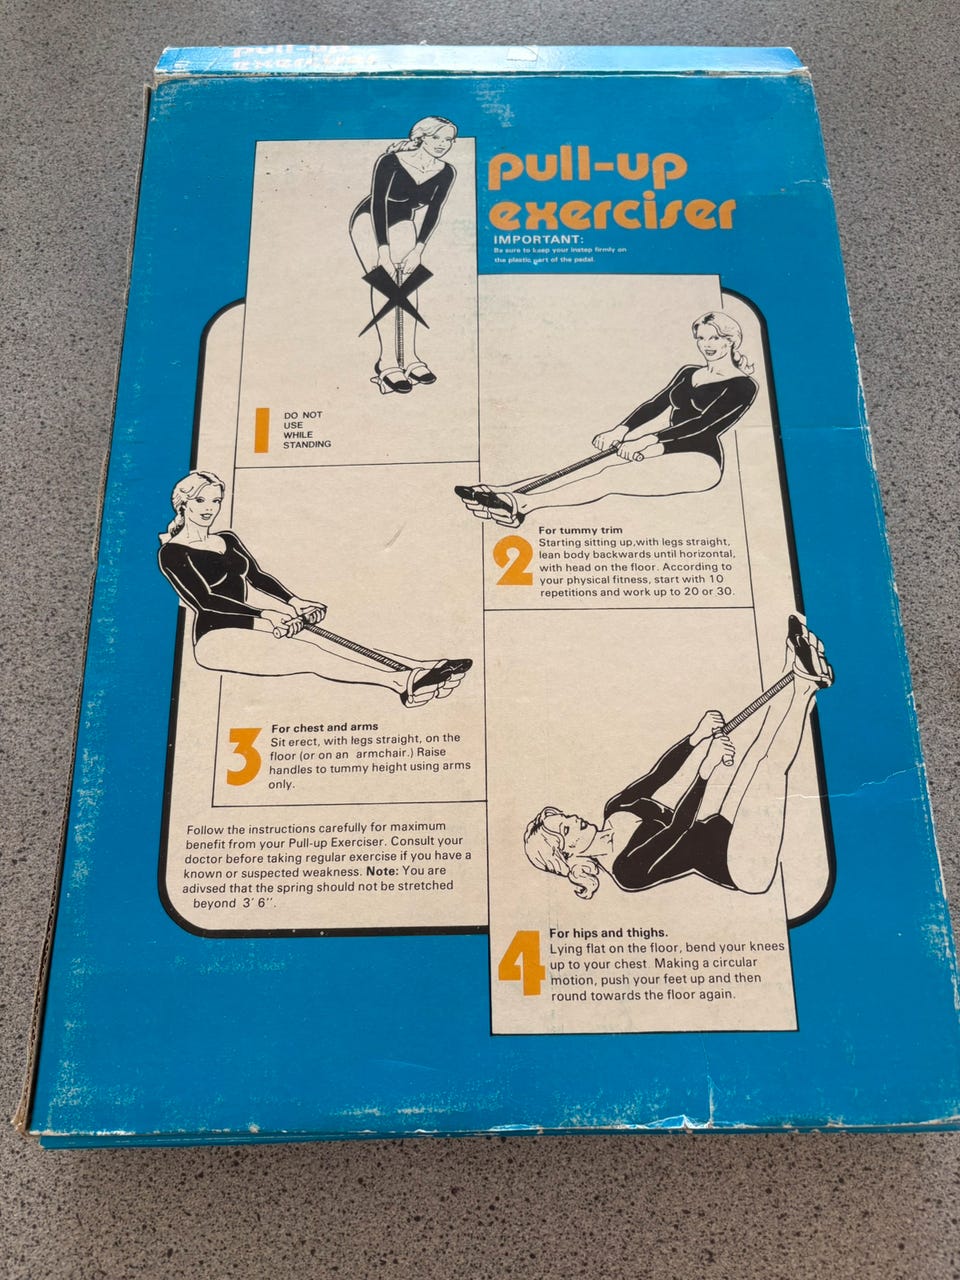 pull-up
exerciser
pull-up
exerciser
IMPORTANT:
Be sure to keep your instep firmly on
the plastic part of the pedal.
1
DO NOT
USE
WHILE
STANDING
2
For tummy trim
Starting sitting up,with legs straight,
lean body backwards until horizontal,
with head on the floor. According to
your physical fitness, start with 10
repetitions and work up to 20 or 30.
3
For chest and arms
Sit erect, with legs straight, on the
floor (or on an armchair.) Raise
handles to tummy height using arms
only.
Follow the instructions carefully for maximum
benefit from your Pull-up Exerciser. Consult your
doctor before taking regular exercise if you have a
known or suspected weakness. Note: You are
adivsed that the spring should not be stretched
beyond 3' 6''.
4
For hips and thighs.
Lying flat on the floor, bend your knees
up to your chest. Making a circular
motion, push your feet up and then
round towards the floor again.